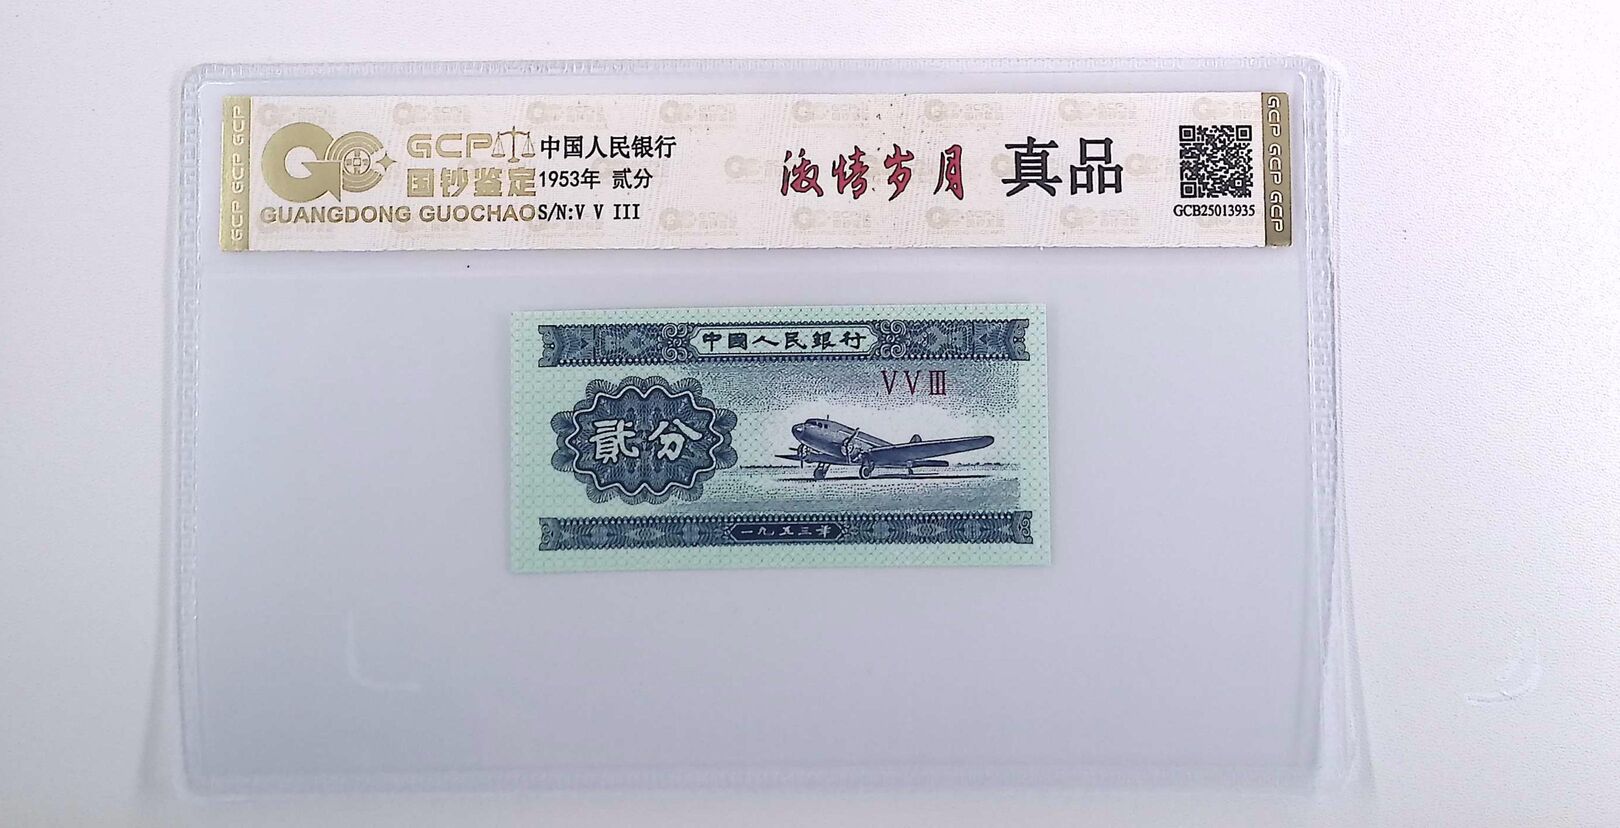 GCP 中国人民银行
国钞鉴定 1953年 贰分
GUANGDONG GUOCHAO S/N:V V III
激情岁月 真品
GCB25013935
GCP GCP GCP
GCP GCP GCP
中國人民銀行
V V III
貳分
一九五三年